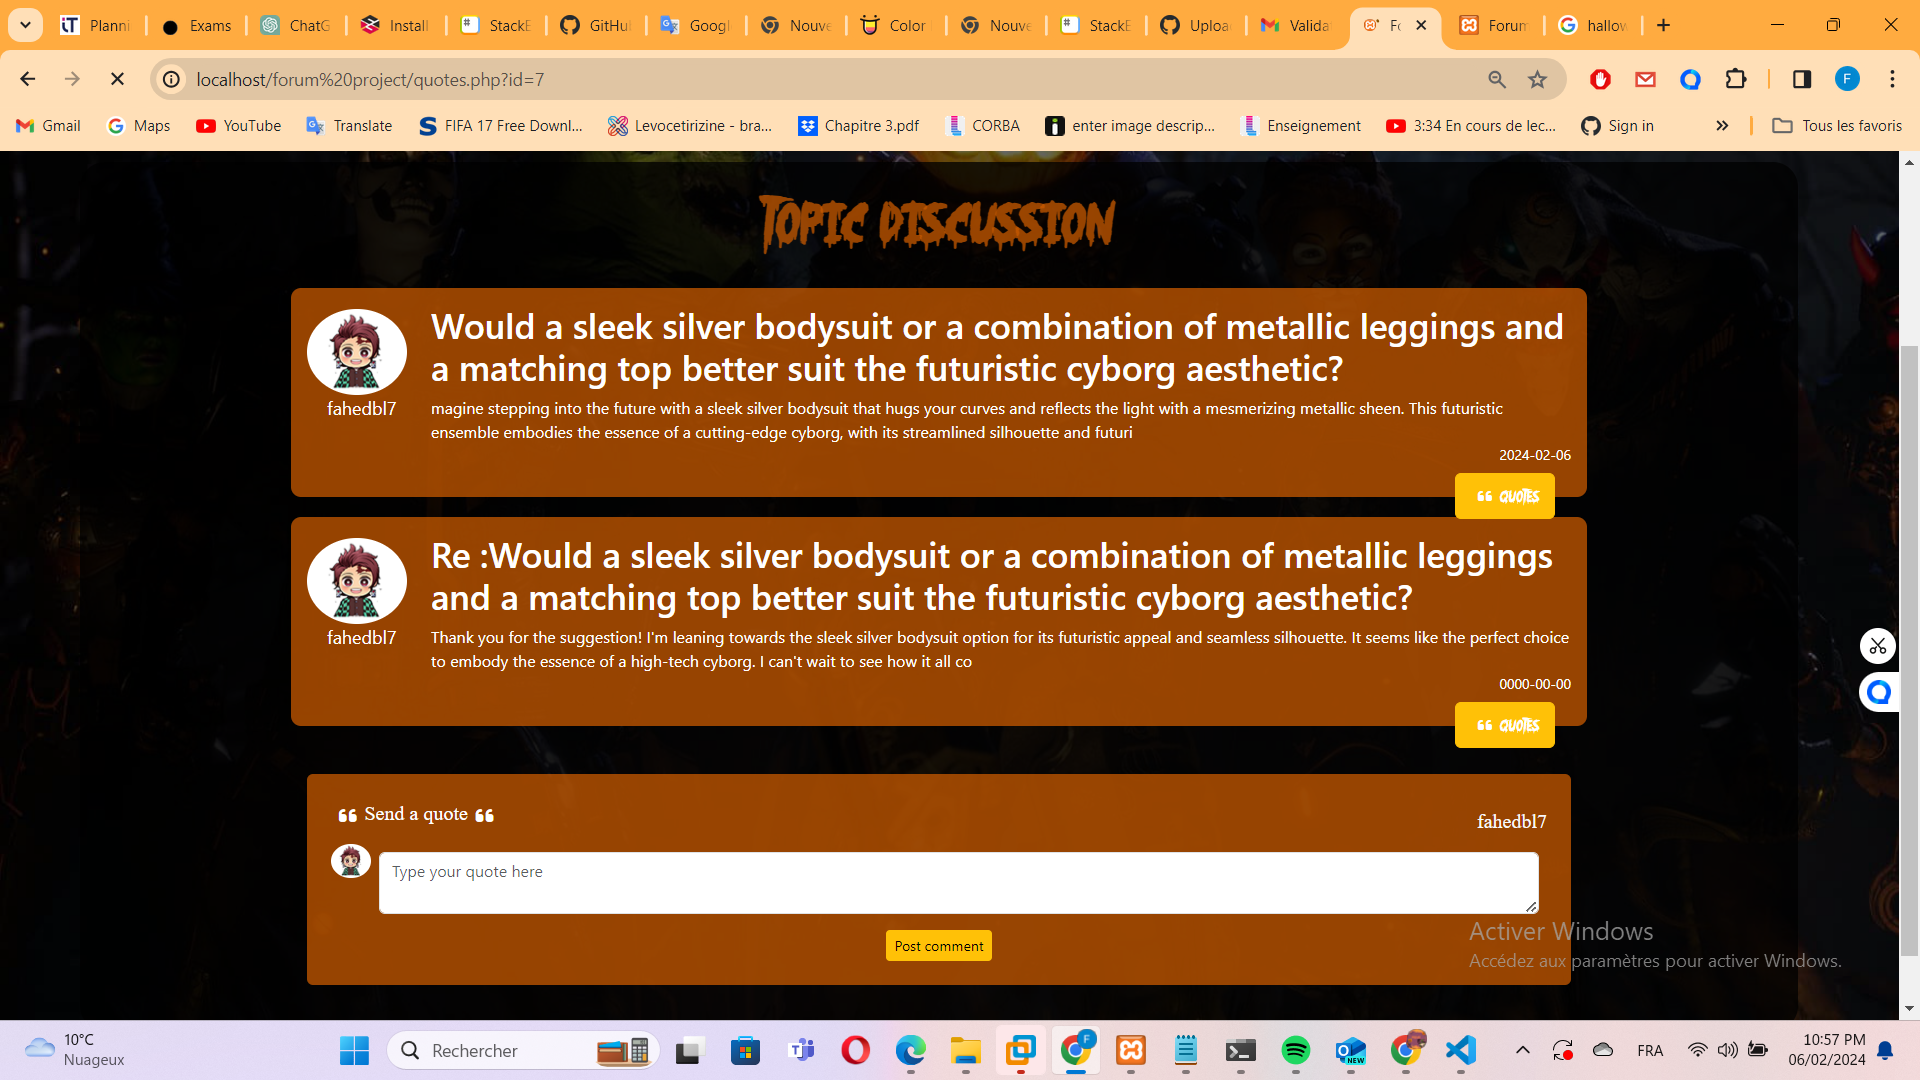 Planni
Exams
ChatG
Install
StackE
GitHu
Googl
Nouve
Color
Nouve
StackE
Uploa
Valida
Fo
Forun
hallow
localhost/forum%20project/quotes.php?id=7
F
Gmail
Maps
YouTube
Translate
FIFA 17 Free Downl...
Levocetirizine - bra...
Chapitre 3.pdf
CORBA
enter image descrip...
Enseignement
3:34 En cours de lec...
Sign in
Tous les favoris
TOPIC DISCUSSION
Would a sleek silver bodysuit or a combination of metallic leggings and
a matching top better suit the futuristic cyborg aesthetic?
fahedbl7
magine stepping into the future with a sleek silver bodysuit that hugs your curves and reflects the light with a mesmerizing metallic sheen. This futuristic
ensemble embodies the essence of a cutting-edge cyborg, with its streamlined silhouette and futuri
2024-02-06
❝ QUOTES
Re :Would a sleek silver bodysuit or a combination of metallic leggings
and a matching top better suit the futuristic cyborg aesthetic?
fahedbl7
Thank you for the suggestion! I'm leaning towards the sleek silver bodysuit option for its futuristic appeal and seamless silhouette. It seems like the perfect choice
to embody the essence of a high-tech cyborg. I can't wait to see how it all co
0000-00-00
❝ QUOTES
❝ Send a quote ❝
fahedbl7
Type your quote here
Post comment
Activer Windows
Accédez aux paramètres pour activer Windows.
10°C
Nuageux
Rechercher
NEW
FRA
10:57 PM
06/02/2024